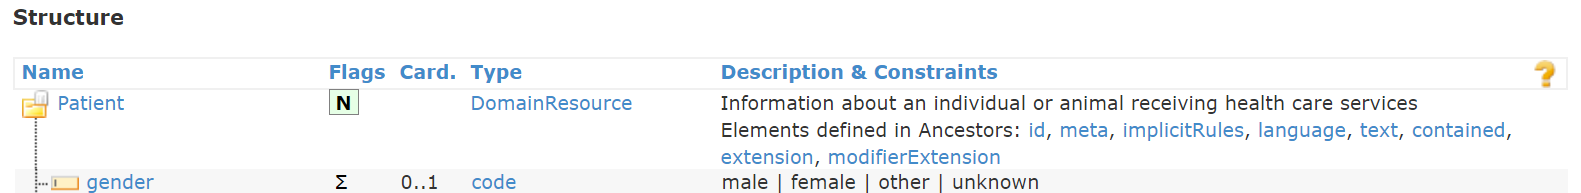 Structure
Name Flags Card. Type Description & Constraints ?
Patient N DomainResource Information about an individual or animal receiving health care services
Elements defined in Ancestors: id, meta, implicitRules, language, text, contained,
extension, modifierExtension
gender Σ 0..1 code male | female | other | unknown